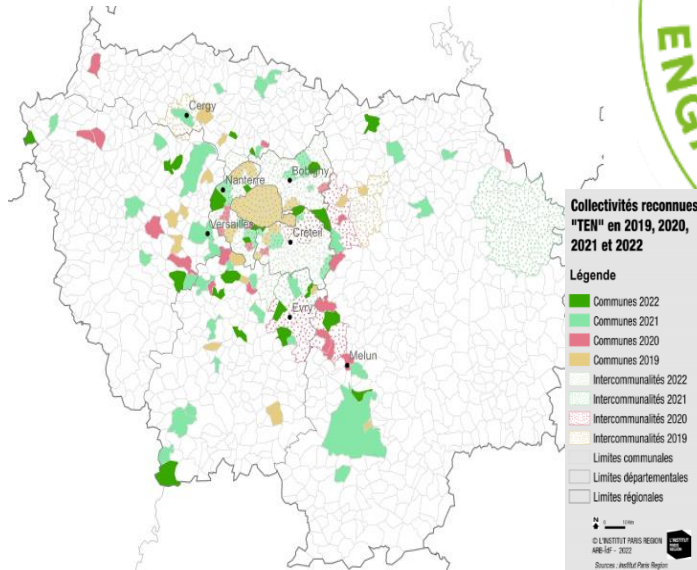 Cergy
Bobigny
Nanterre
Versailles
Créteil
Evry
Melun
Collectivités reconnues
"TEN" en 2019, 2020,
2021 et 2022
Légende
Communes 2022
Communes 2021
Communes 2020
Communes 2019
Intercommunalités 2022
Intercommunalités 2021
Intercommunalités 2020
Intercommunalités 2019
Limites communales
Limites départementales
Limites régionales
N
© L'INSTITUT PARIS REGION
ARB-îdF - 2022
L'INSTITUT
PARIS
REGION
Sources : Institut Paris Region